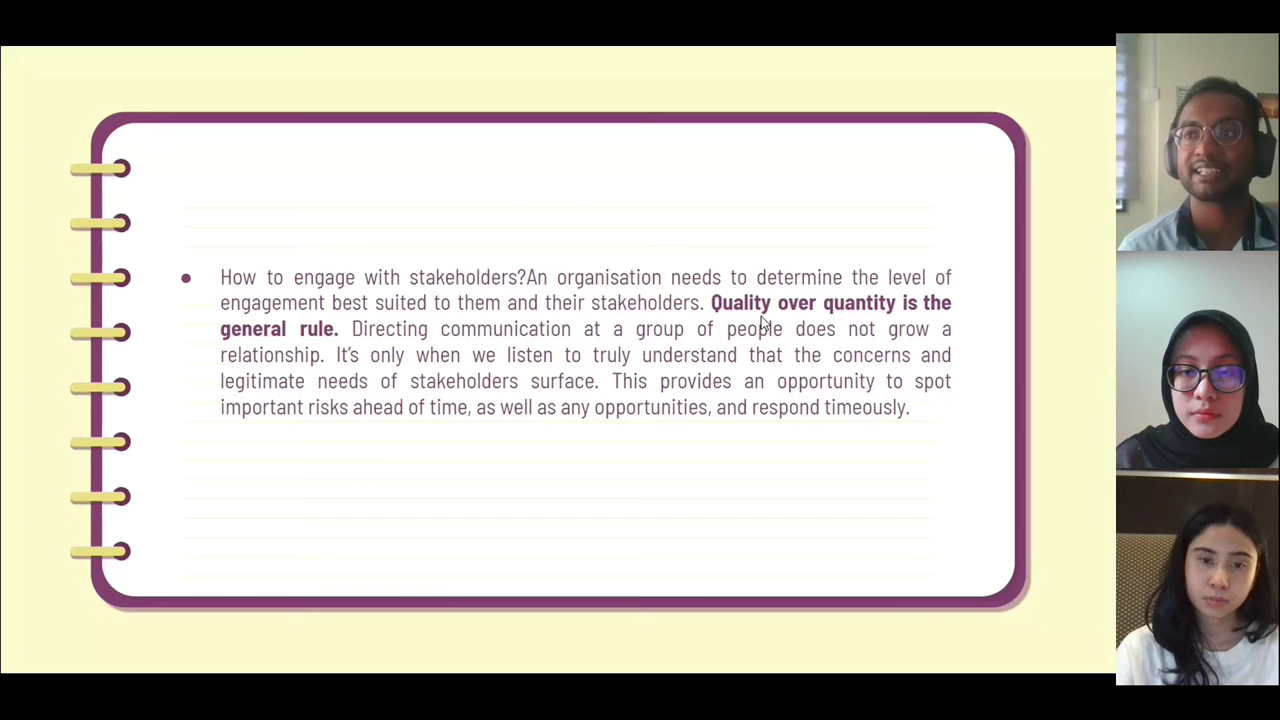 How to engage with stakeholders?An organisation needs to determine the level of
engagement best suited to them and their stakeholders. Quality over quantity is the
general rule. Directing communication at a group of people does not grow a
relationship. It's only when we listen to truly understand that the concerns and
legitimate needs of stakeholders surface. This provides an opportunity to spot
important risks ahead of time, as well as any opportunities, and respond timeously.